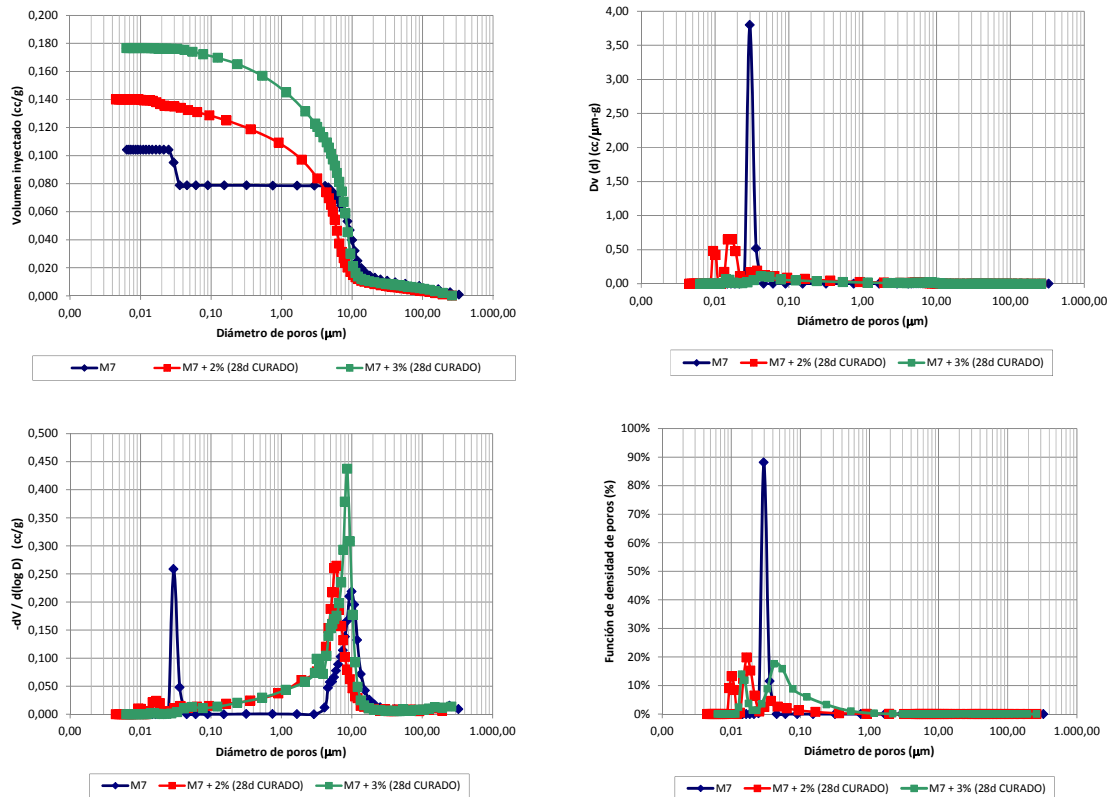 Volumen inyectado (cc/g)
0,200
0,180
0,160
0,140
0,120
0,100
0,080
0,060
0,040
0,020
0,000
0,00 0,01 0,10 1,00 10,00 100,00 1.000,00
Diámetro de poros (μm)
M7 M7 + 2% (28d CURADO) M7 + 3% (28d CURADO)
Dv (d) (cc/μm-g)
4,00
3,50
3,00
2,50
2,00
1,50
1,00
0,50
0,00
0,00 0,01 0,10 1,00 10,00 100,00 1.000,00
Diámetro de poros (μm)
M7 M7 + 2% (28d CURADO) M7 + 3% (28d CURADO)
-dV / d(log D) (cc/g)
0,500
0,450
0,400
0,350
0,300
0,250
0,200
0,150
0,100
0,050
0,000
0,00 0,01 0,10 1,00 10,00 100,00 1.000,00
Diámetro de poros (μm)
M7 M7 + 2% (28d CURADO) M7 + 3% (28d CURADO)
Función de densidad de poros (%)
100%
90%
80%
70%
60%
50%
40%
30%
20%
10%
0%
0,00 0,01 0,10 1,00 10,00 100,00 1.000,00
Diámetro de poros (μm)
M7 M7 + 2% (28d CURADO) M7 + 3% (28d CURADO)